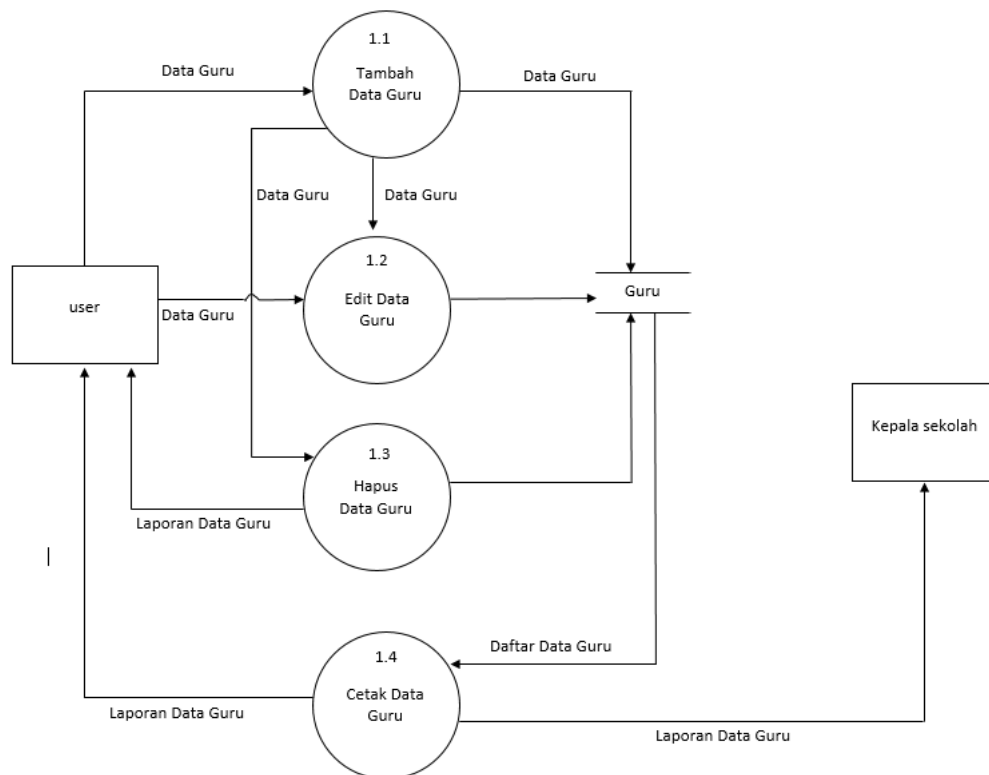 1.1
Tambah
Data Guru
Data Guru
Data Guru
Data Guru
Data Guru
1.2
Edit Data
Guru
user
Data Guru
Guru
Kepala sekolah
1.3
Hapus
Data Guru
Laporan Data Guru
Daftar Data Guru
1.4
Cetak Data
Guru
Laporan Data Guru
Laporan Data Guru